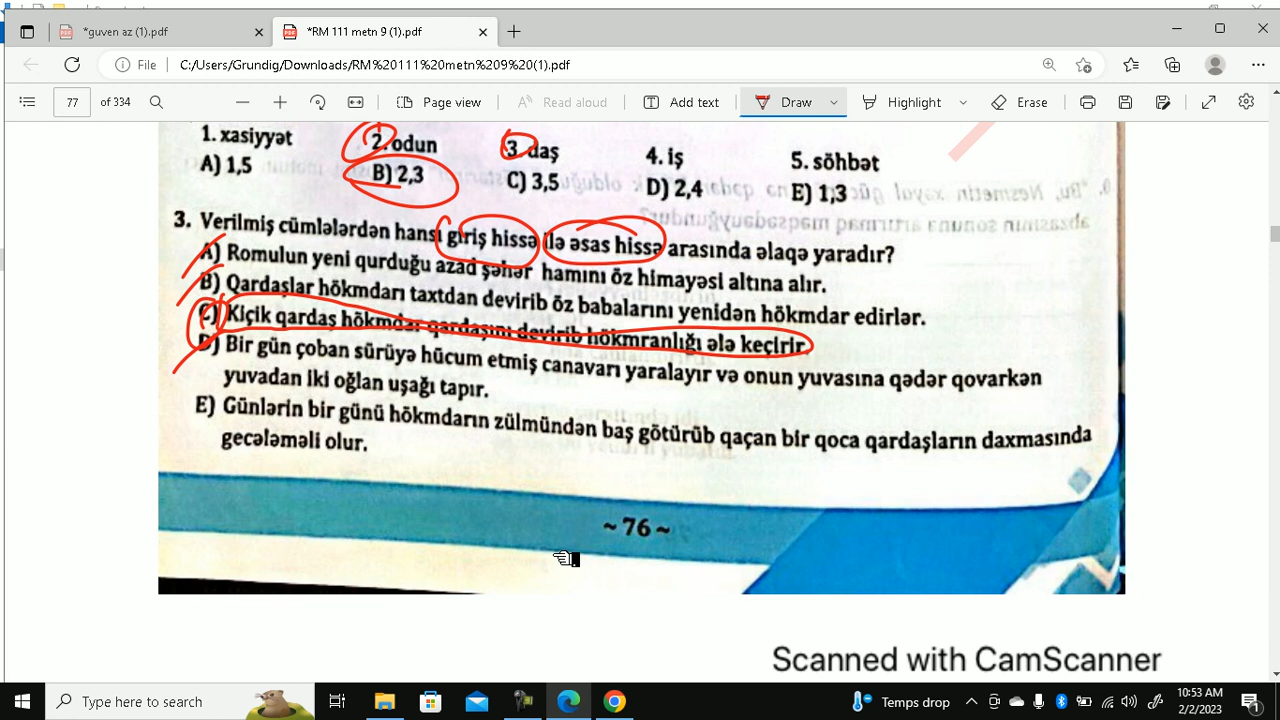 *guven az (1).pdf
*RM 111 metn 9 (1).pdf
File C:/Users/Grundig/Downloads/RM%20111%20metn%209%20(1).pdf
77 of 334 Page view Read aloud Add text Draw Highlight Erase
1. xasiyyət 2. odun 3. daş 4. iş 5. söhbət
A) 1,5 B) 2,3 C) 3,5 D) 2,4 E) 1,3
3. Verilmiş cümlələrdən hansı giriş hissə ilə əsas hissə arasında əlaqə yaradır?
A) Romulun yeni qurduğu azad şəhər hamını öz himayəsi altına alır.
B) Qardaşlar hökmdarı taxtdan devirib öz babalarını yenidən hökmdar edirlər.
C) Kiçik qardaş hökmdar qardaşını devirib hökmranlığı ələ keçirir.
D) Bir gün çoban sürüyə hücum etmiş canavarı yaralayır və onun yuvasına qədər qovarkən
yuvadan iki oğlan uşağı tapır.
E) Günlərin bir günü hökmdarın zülmündən baş götürüb qaçan bir qoca qardaşların daxmasında
gecələməli olur.
~ 76 ~
Scanned with CamScanner
Type here to search
Temps drop
10:53 AM
2/2/2023